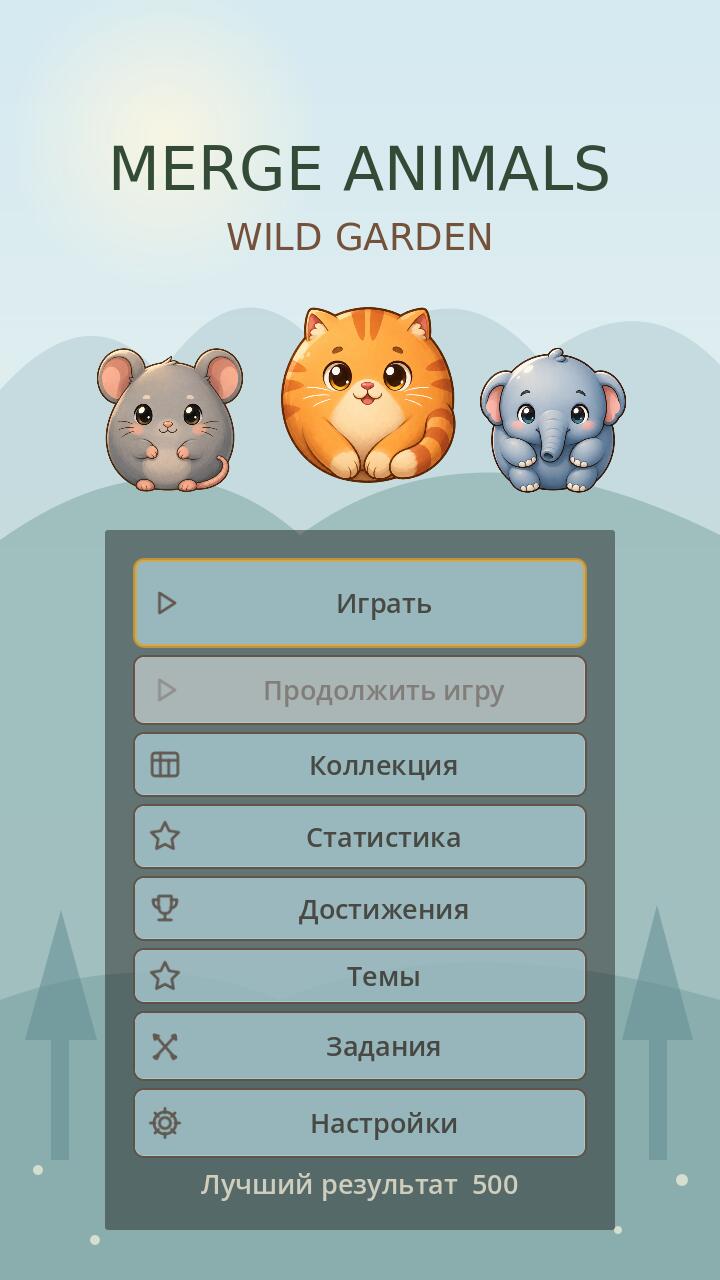 MERGE ANIMALS
WILD GARDEN
Играть
Продолжить игру
Коллекция
Статистика
Достижения
Темы
Задания
Настройки
Лучший результат 500